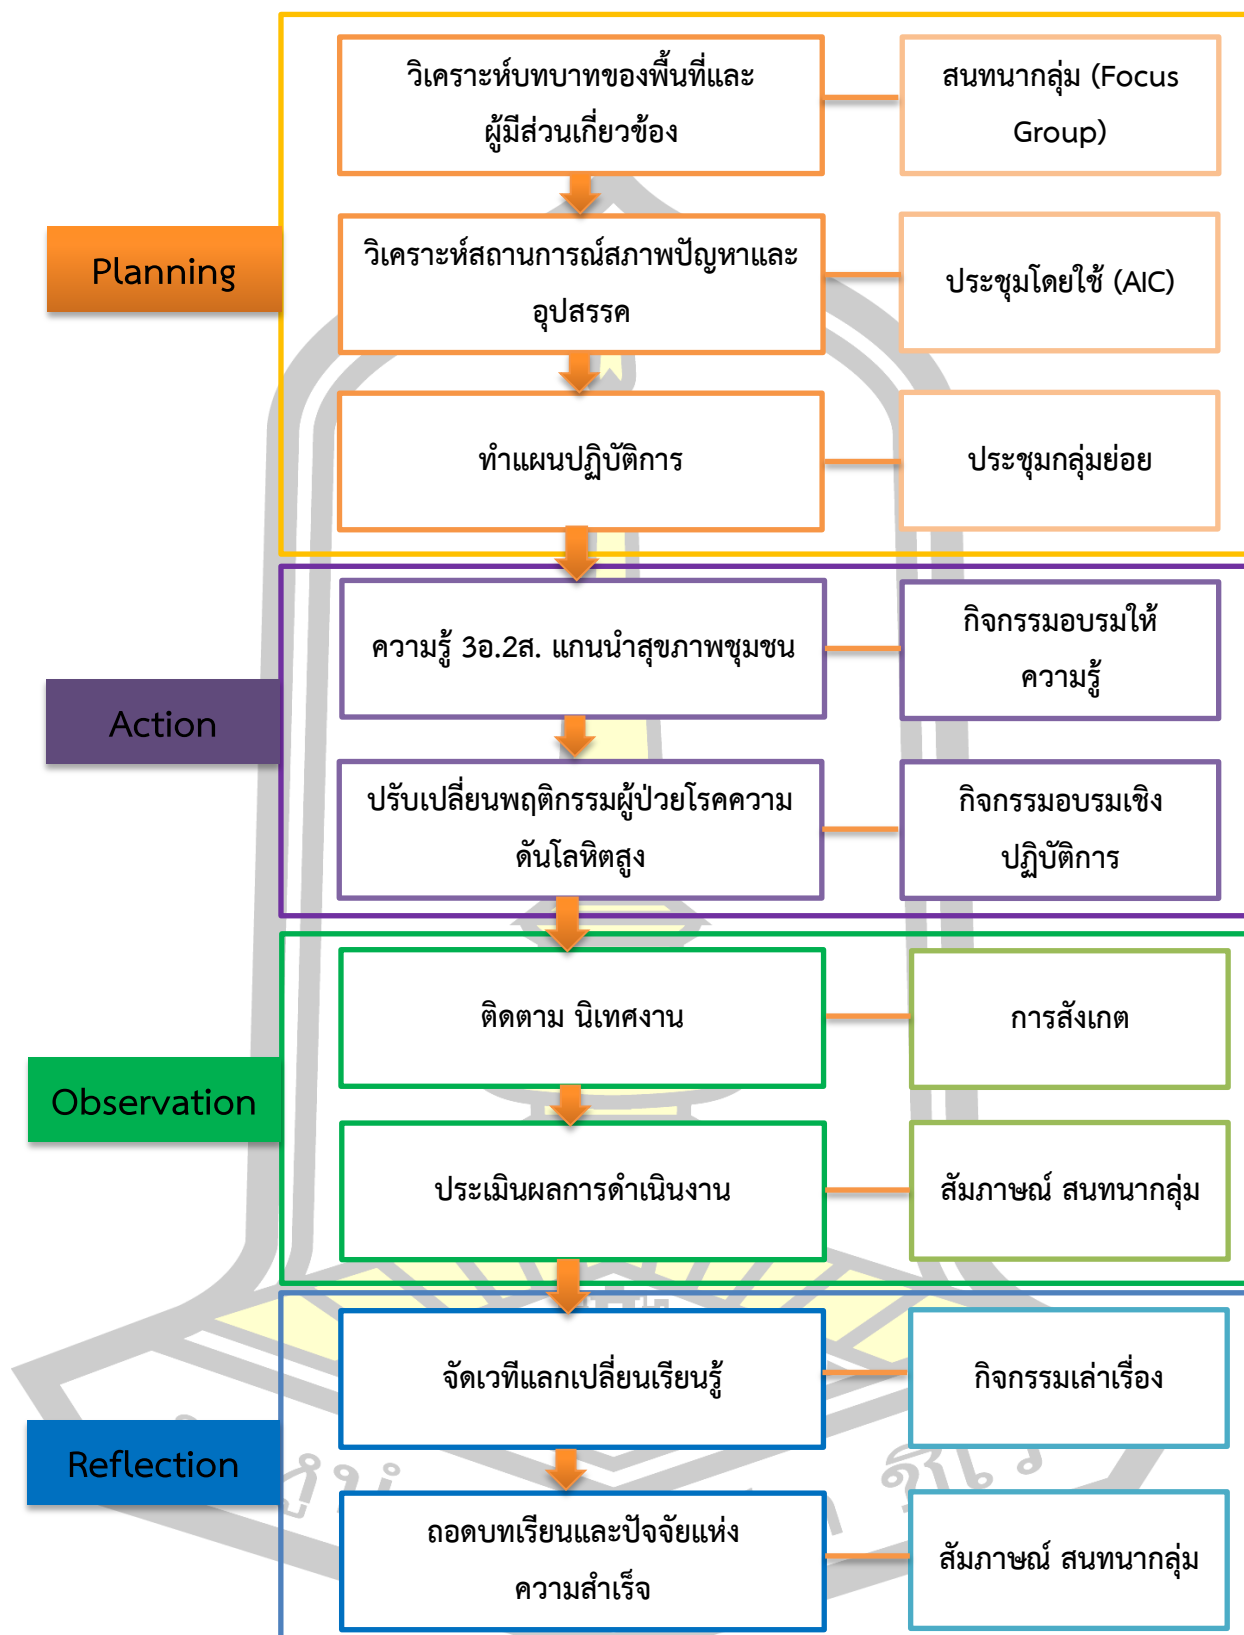 วิเคราะห์บทบาทของพื้นที่และ
ผู้มีส่วนเกี่ยวข้อง
สนทนากลุ่ม (Focus
Group)
Planning
วิเคราะห์สถานการณ์สภาพปัญหาและ
อุปสรรค
ประชุมโดยใช้ (AIC)
ทำแผนปฏิบัติการ
ประชุมกลุ่มย่อย
Action
ความรู้ 3อ.2ส. แกนนำสุขภาพชุมชน
กิจกรรมอบรมให้
ความรู้
ปรับเปลี่ยนพฤติกรรมผู้ป่วยโรคความ
ดันโลหิตสูง
กิจกรรมอบรมเชิง
ปฏิบัติการ
Observation
ติดตาม นิเทศงาน
การสังเกต
ประเมินผลการดำเนินงาน
สัมภาษณ์ สนทนากลุ่ม
Reflection
จัดเวทีแลกเปลี่ยนเรียนรู้
กิจกรรมเล่าเรื่อง
ถอดบทเรียนและปัจจัยแห่ง
ความสำเร็จ
สัมภาษณ์ สนทนากลุ่ม
ชีเว